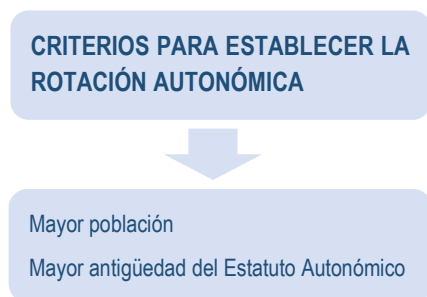 CRITERIOS PARA ESTABLECER LA
ROTACIÓN AUTONÓMICA
Mayor población
Mayor antigüedad del Estatuto Autonómico